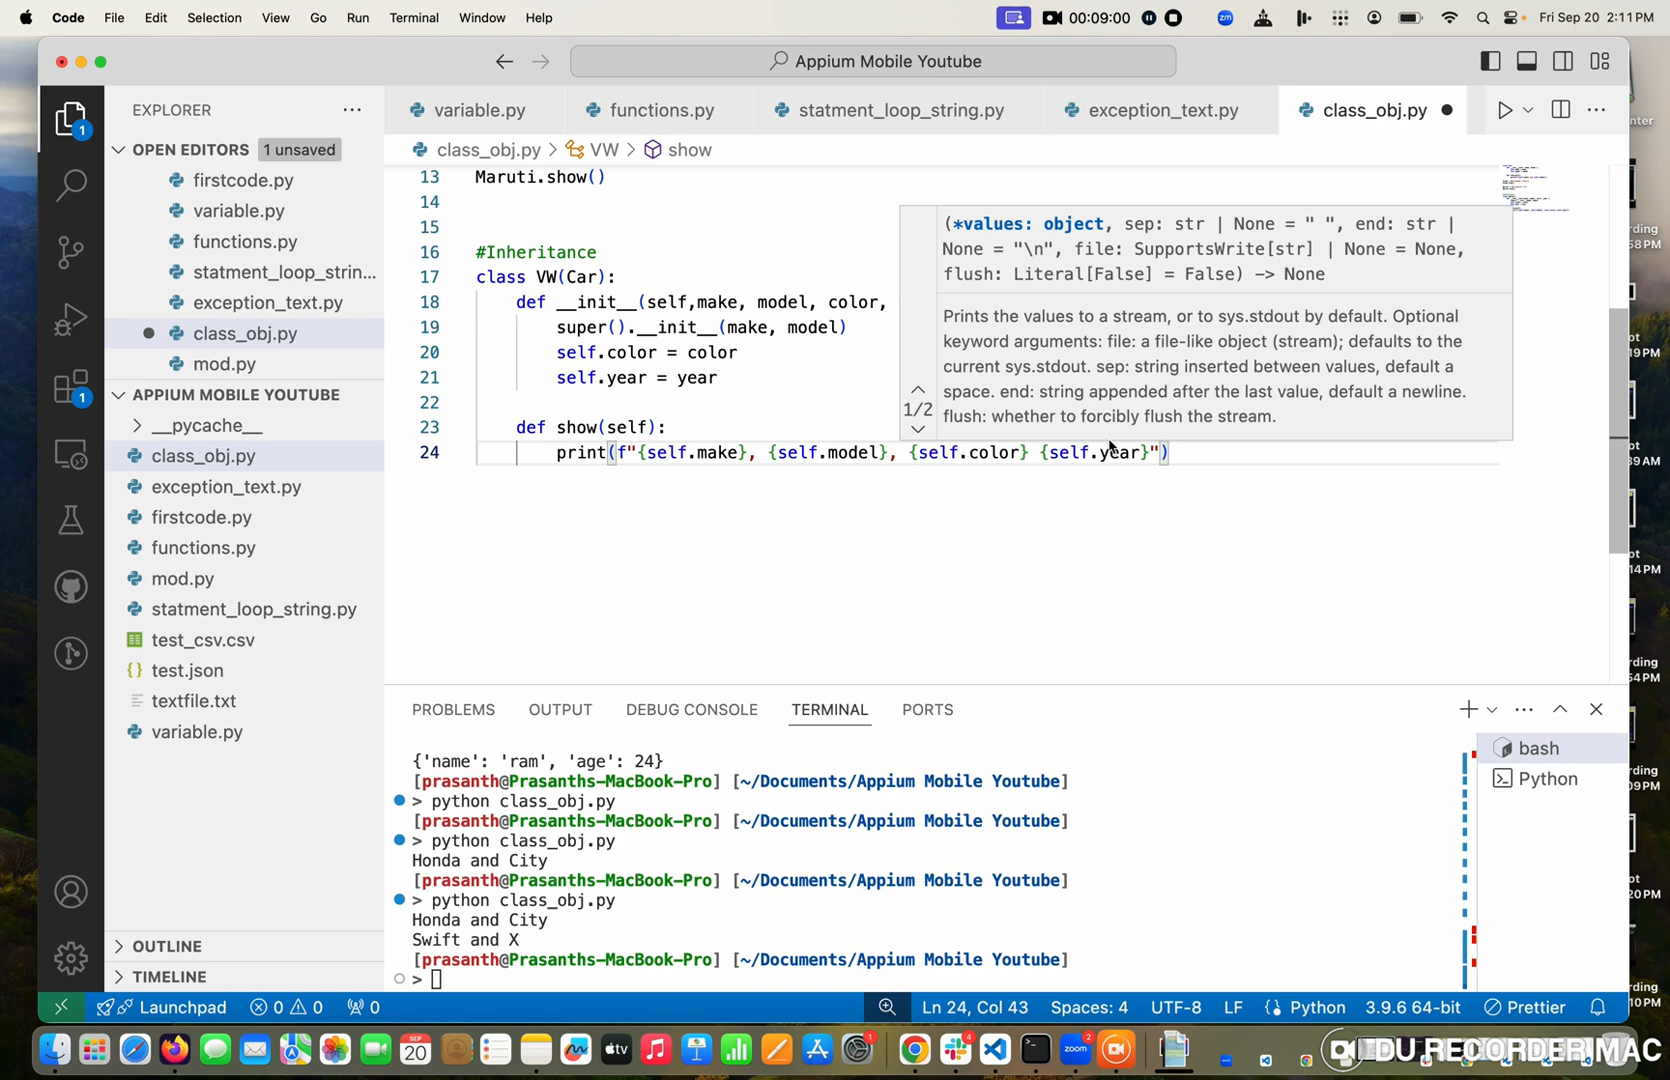 Code File Edit Selection View Go Run Terminal Window Help 00:09:00 zm Fri Sep 20 2:11PM
Appium Mobile Youtube
EXPLORER
variable.py functions.py statment_loop_string.py exception_text.py class_obj.py
OPEN EDITORS 1 unsaved
class_obj.py > VW > show
firstcode.py
variable.py
functions.py
statment_loop_strin...
exception_text.py
class_obj.py
mod.py
APPIUM MOBILE YOUTUBE
__pycache__
class_obj.py
exception_text.py
firstcode.py
functions.py
mod.py
statment_loop_string.py
test_csv.csv
test.json
textfile.txt
variable.py
OUTLINE
TIMELINE
13 Maruti.show()
14
15
16 #Inheritance
17 class VW(Car):
18 def __init__(self,make, model, color,
19 super().__init__(make, model)
20 self.color = color
21 self.year = year
22
23 def show(self):
24 print(f"{self.make}, {self.model}, {self.color} {self.year}")
(*values: object, sep: str | None = " ", end: str |
None = "\n", file: SupportsWrite[str] | None = None,
flush: Literal[False] = False) -> None
Prints the values to a stream, or to sys.stdout by default. Optional
keyword arguments: file: a file-like object (stream); defaults to the
current sys.stdout. sep: string inserted between values, default a
space. end: string appended after the last value, default a newline.
flush: whether to forcibly flush the stream.
1/2
PROBLEMS OUTPUT DEBUG CONSOLE TERMINAL PORTS
bash
Python
{'name': 'ram', 'age': 24}
[prasanth@Prasanths-MacBook-Pro] [~/Documents/Appium Mobile Youtube]
> python class_obj.py
[prasanth@Prasanths-MacBook-Pro] [~/Documents/Appium Mobile Youtube]
> python class_obj.py
Honda and City
[prasanth@Prasanths-MacBook-Pro] [~/Documents/Appium Mobile Youtube]
> python class_obj.py
Honda and City
Swift and X
[prasanth@Prasanths-MacBook-Pro] [~/Documents/Appium Mobile Youtube]
>
Launchpad 0 0 0 Ln 24, Col 43 Spaces: 4 UTF-8 LF Python 3.9.6 64-bit Prettier
SEP
20
tv
zoom
RECORDER MAC